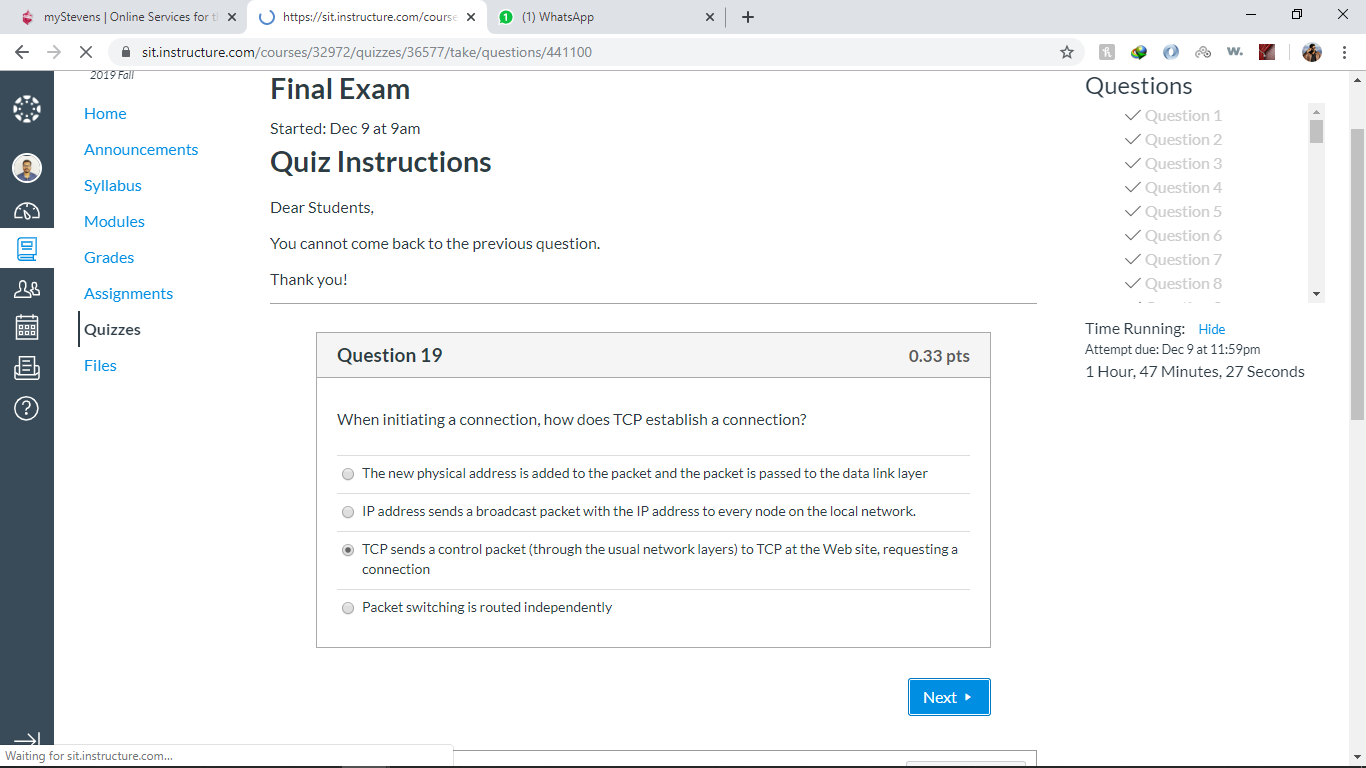 myStevens | Online Services for t
https://sit.instructure.com/course
1
(1) WhatsApp
sit.instructure.com/courses/32972/quizzes/36577/take/questions/441100
2019 Fall
Home
Announcements
Syllabus
Modules
Grades
Assignments
Quizzes
Files
Final Exam
Started: Dec 9 at 9am
Quiz Instructions
Dear Students,
You cannot come back to the previous question.
Thank you!
Question 19
0.33 pts
When initiating a connection, how does TCP establish a connection?
The new physical address is added to the packet and the packet is passed to the data link layer
IP address sends a broadcast packet with the IP address to every node on the local network.
TCP sends a control packet (through the usual network layers) to TCP at the Web site, requesting a
connection
Packet switching is routed independently
Next
Questions
Question 1
Question 2
Question 3
Question 4
Question 5
Question 6
Question 7
Question 8
Time Running: Hide
Attempt due: Dec 9 at 11:59pm
1 Hour, 47 Minutes, 27 Seconds
Waiting for sit.instructure.com...